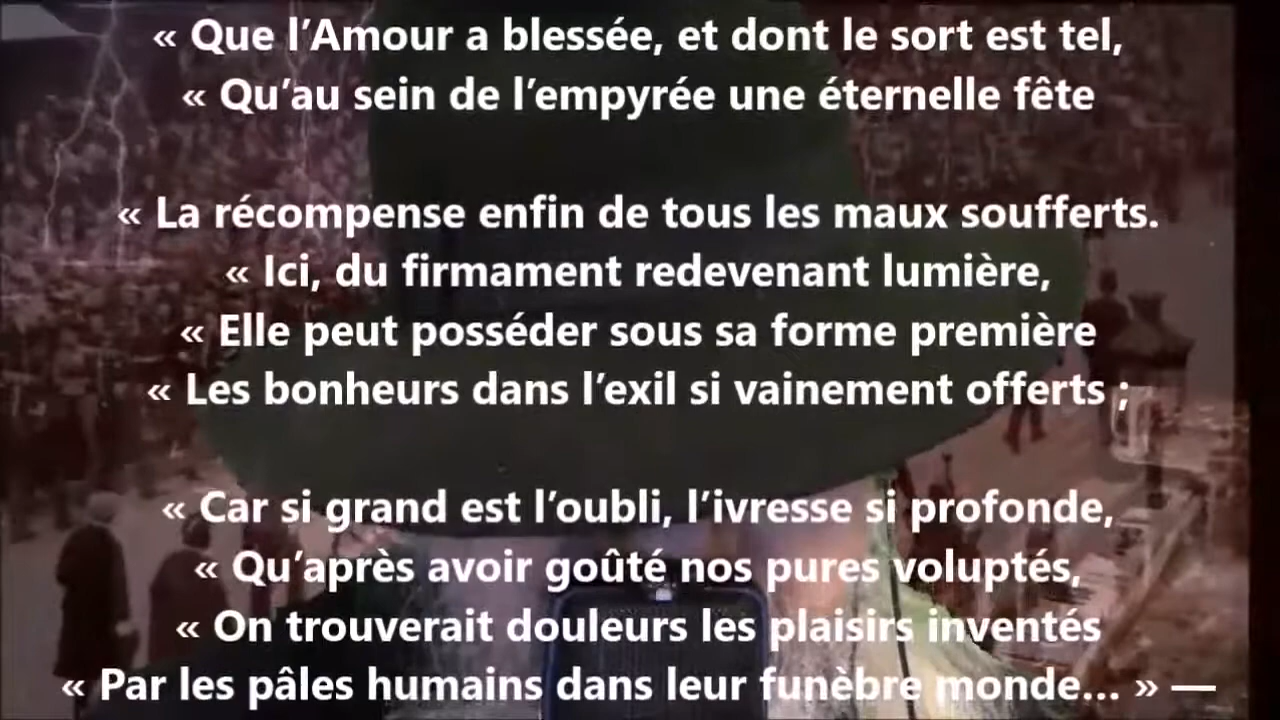 « Que l’Amour a blessée, et dont le sort est tel,
« Qu’au sein de l’empyrée une éternelle fête
« La récompense enfin de tous les maux soufferts.
« Ici, du firmament redevenant lumière,
« Elle peut posséder sous sa forme première
« Les bonheurs dans l’exil si vainement offerts ;
« Car si grand est l’oubli, l’ivresse si profonde,
« Qu’après avoir goûté nos pures voluptés,
« On trouverait douleurs les plaisirs inventés
« Par les pâles humains dans leur funèbre monde... » —